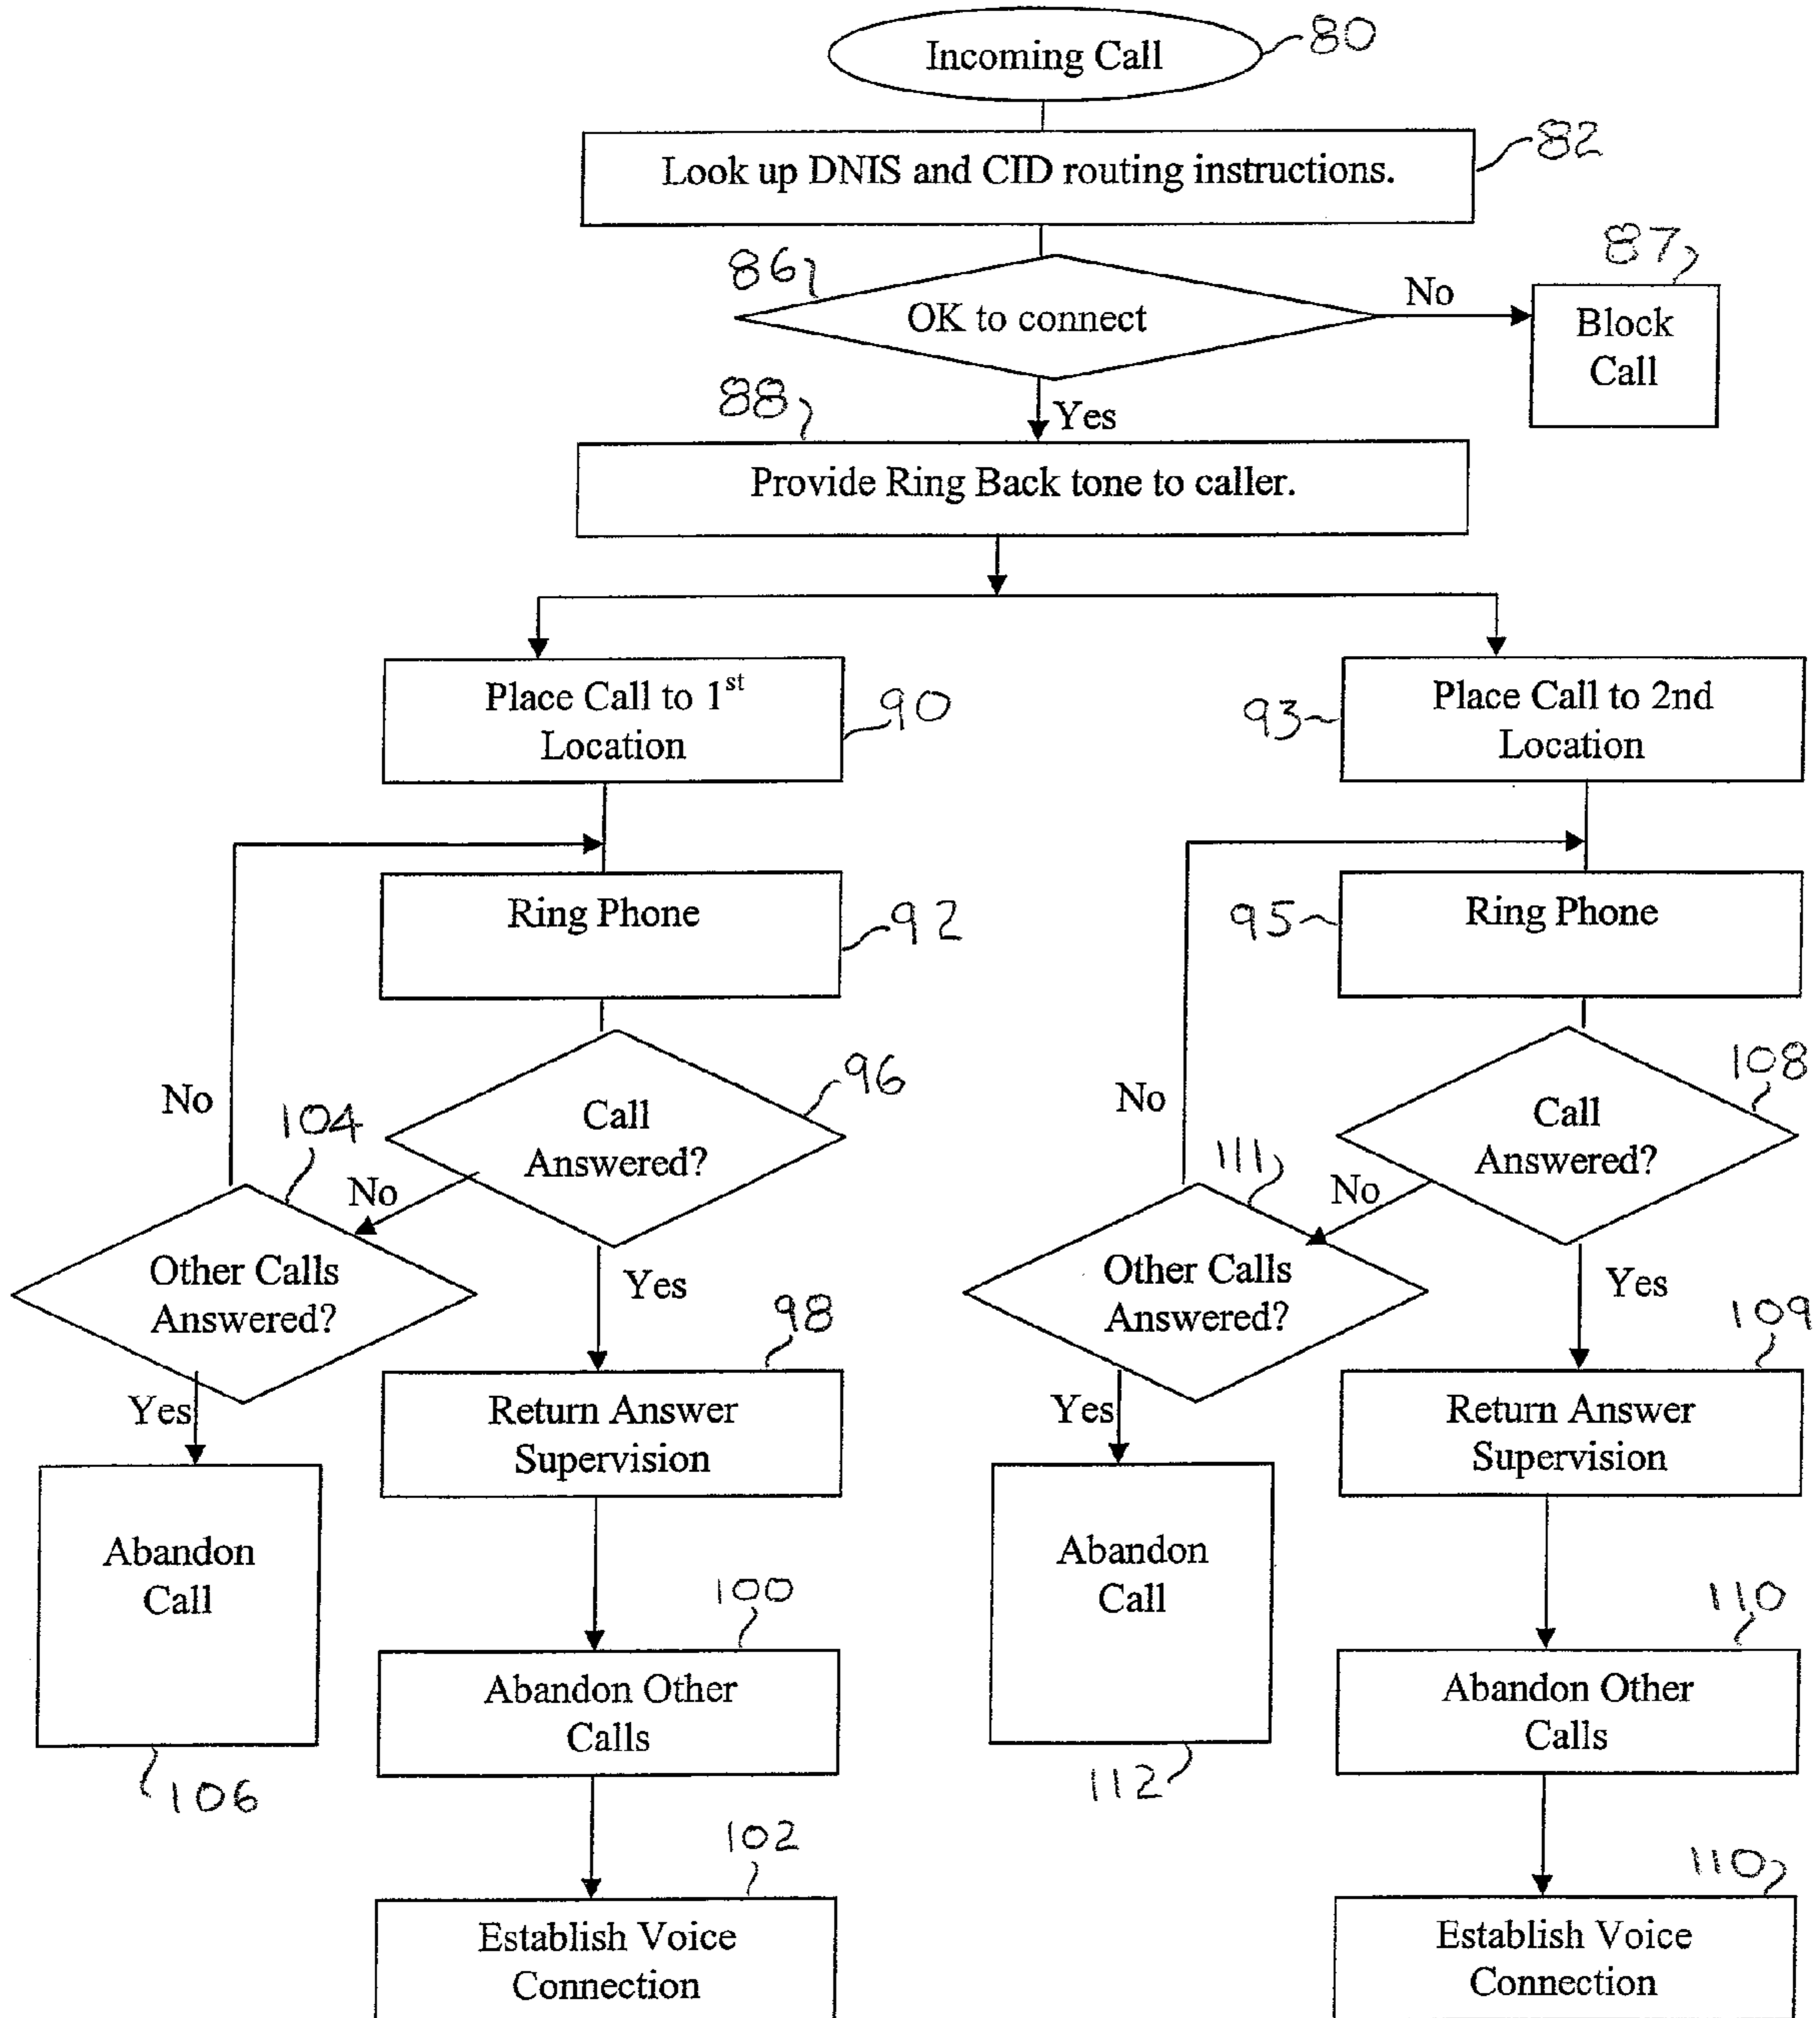 Incoming Call
80
Look up DNIS and CID routing instructions.
82
86
OK to connect
No
87
Block
Call
88
Yes
Provide Ring Back tone to caller.
Place Call to 1st
Location
90
93
Place Call to 2nd
Location
Ring Phone
92
95
Ring Phone
No
104
Call
Answered?
96
No
No
111
Call
Answered?
108
No
Other Calls
Answered?
Yes
98
Other Calls
Answered?
Yes
109
Yes
Return Answer
Supervision
Yes
Return Answer
Supervision
Abandon
Call
100
Abandon
Call
110
Abandon Other
Calls
Abandon Other
Calls
106
112
102
110
Establish Voice
Connection
Establish Voice
Connection